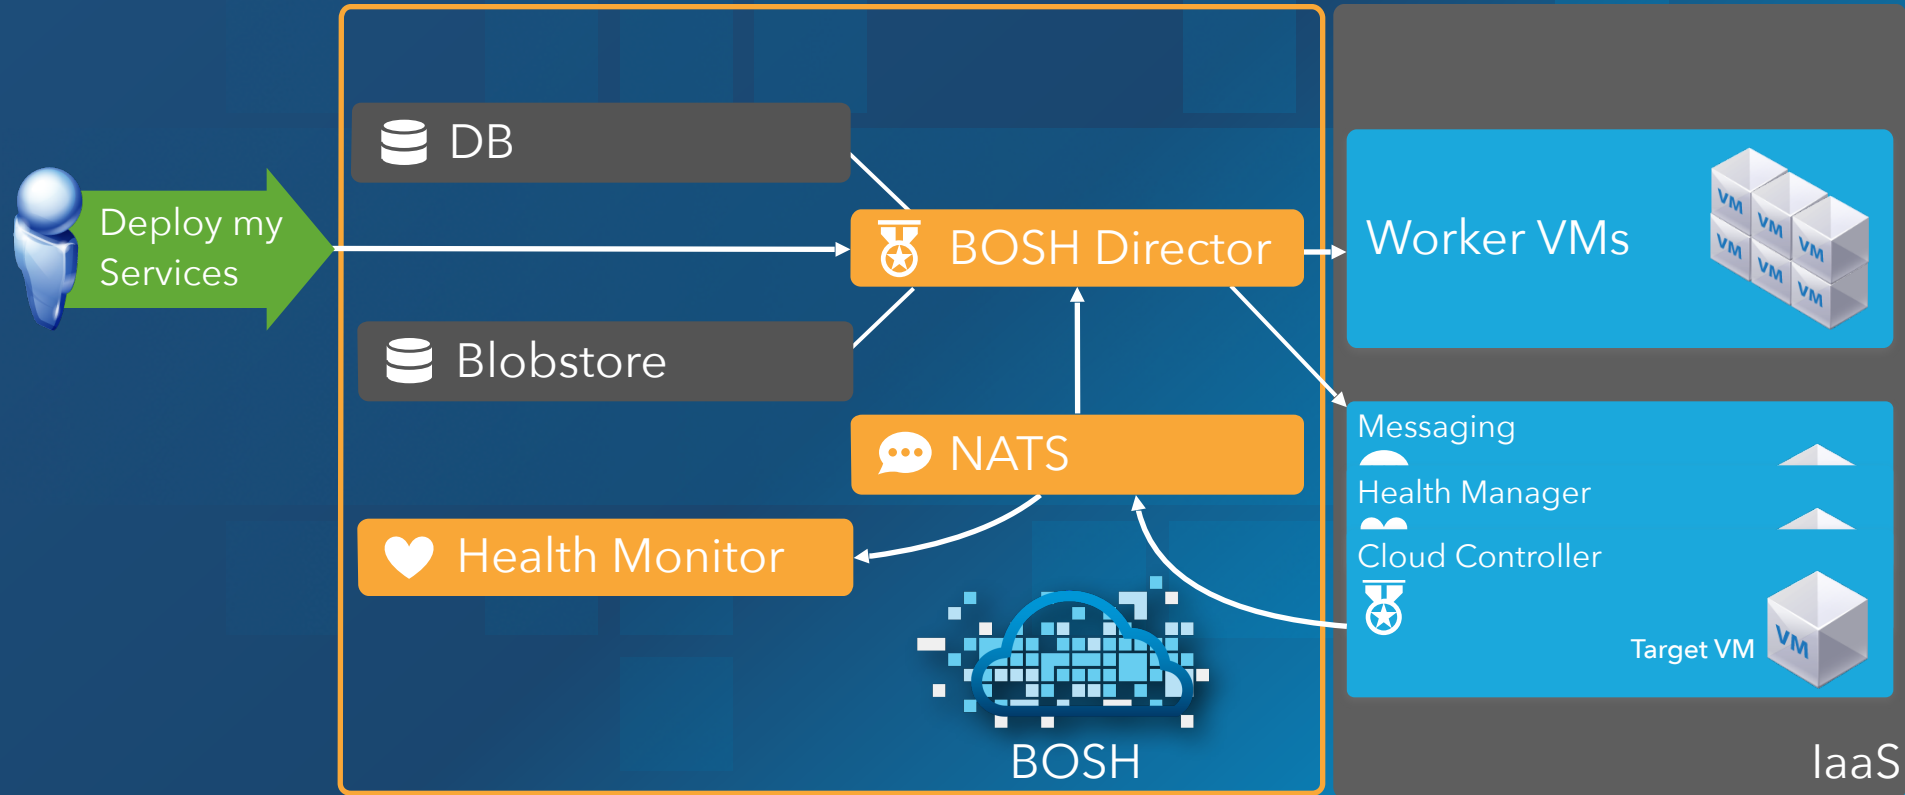 Deploy my
Services
DB
BOSH Director
Blobstore
NATS
Health Monitor
BOSH
Worker VMs
VM
VM
VM
VM
VM
VM
Messaging
Health Manager
Cloud Controller
Target VM
VM
IaaS